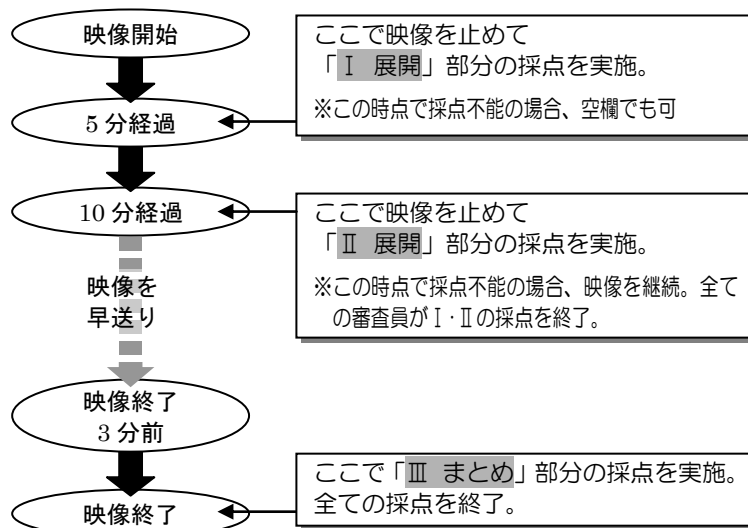 映像開始
ここで映像を止めて
「Ⅰ 展開」部分の採点を実施。
※この時点で採点不能の場合、空欄でも可
5分経過
10分経過
ここで映像を止めて
「Ⅱ 展開」部分の採点を実施。
※この時点で採点不能の場合、映像を継続。全て
の審査員がⅠ・Ⅱの採点を終了。
映像を
早送り
映像終了
3分前
ここで「Ⅲ まとめ」部分の採点を実施。
全ての採点を終了。
映像終了